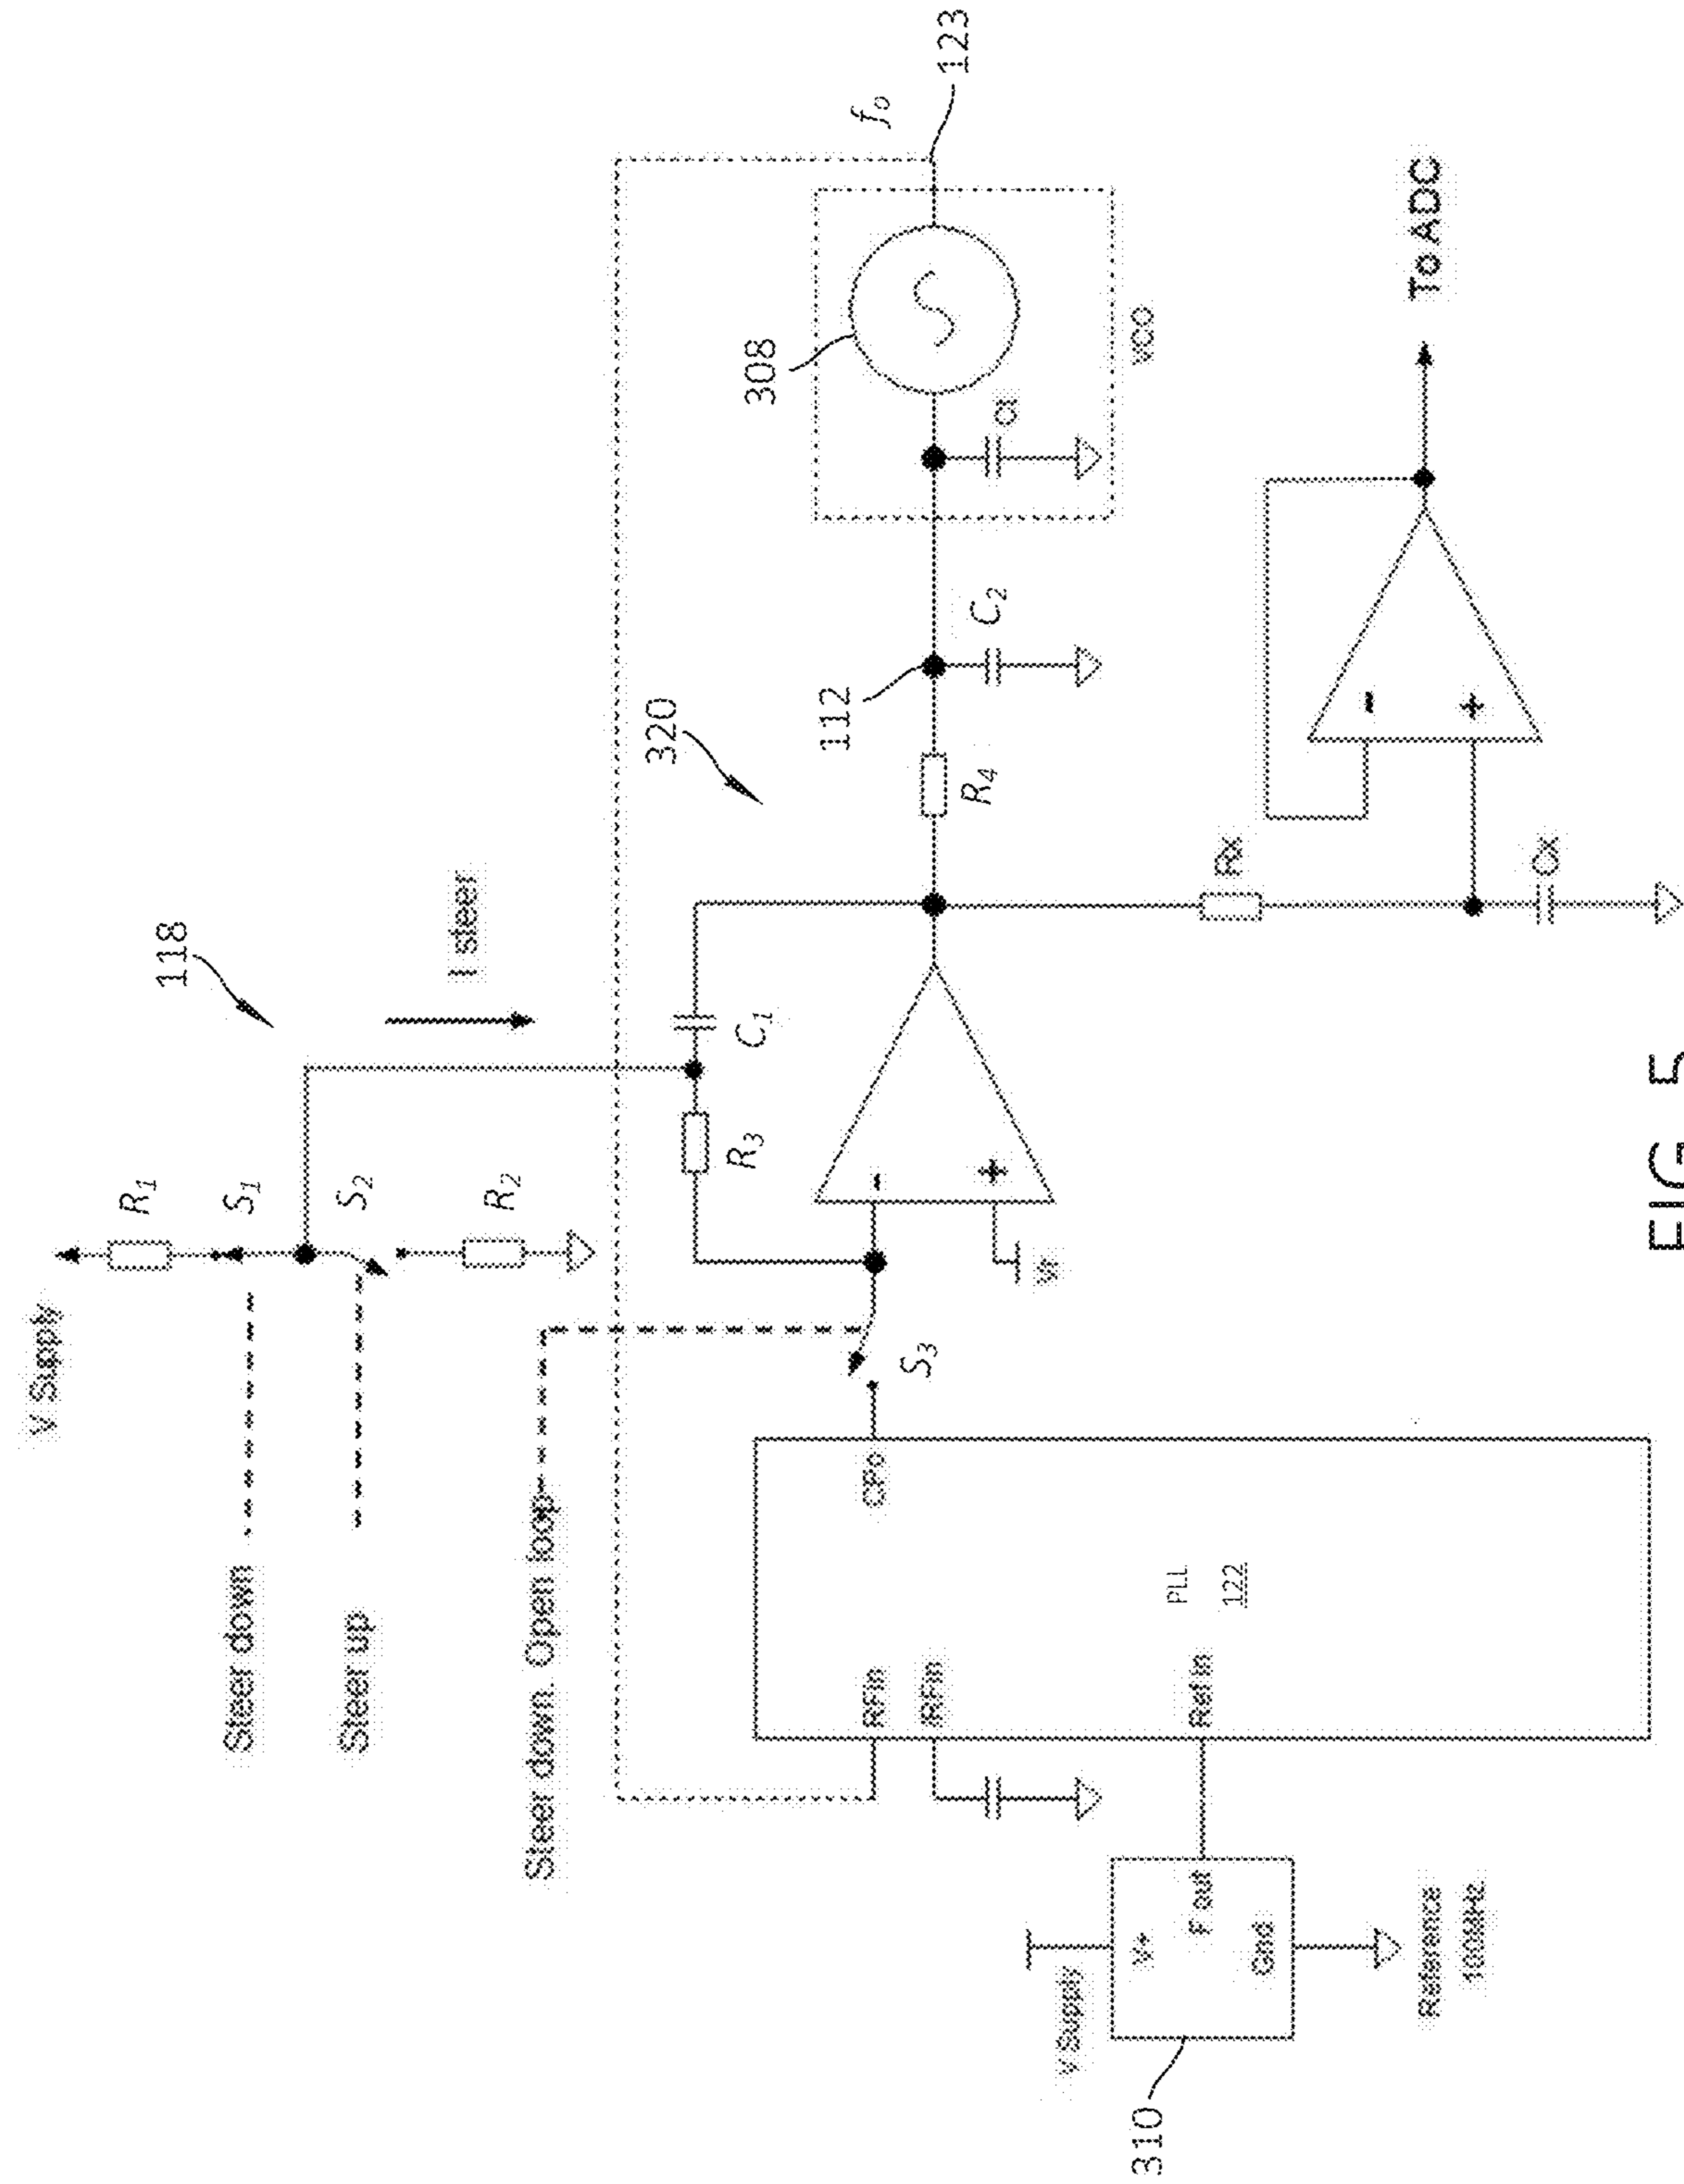 V Supply
R1
S1
S2
R2
118
I steer
Steer down
Steer up
Steer down. Open loop
320
308
fo
123
R3
C1
112
R4
C2
Ci
VCO
S3
CPo
RFin
/RFin
Ref in
PLL
122
-
+
Vr
V Supply
V+
F out
Gnd
310
Reference
Rx
Cx
-
+
To ADC
FIG. 5